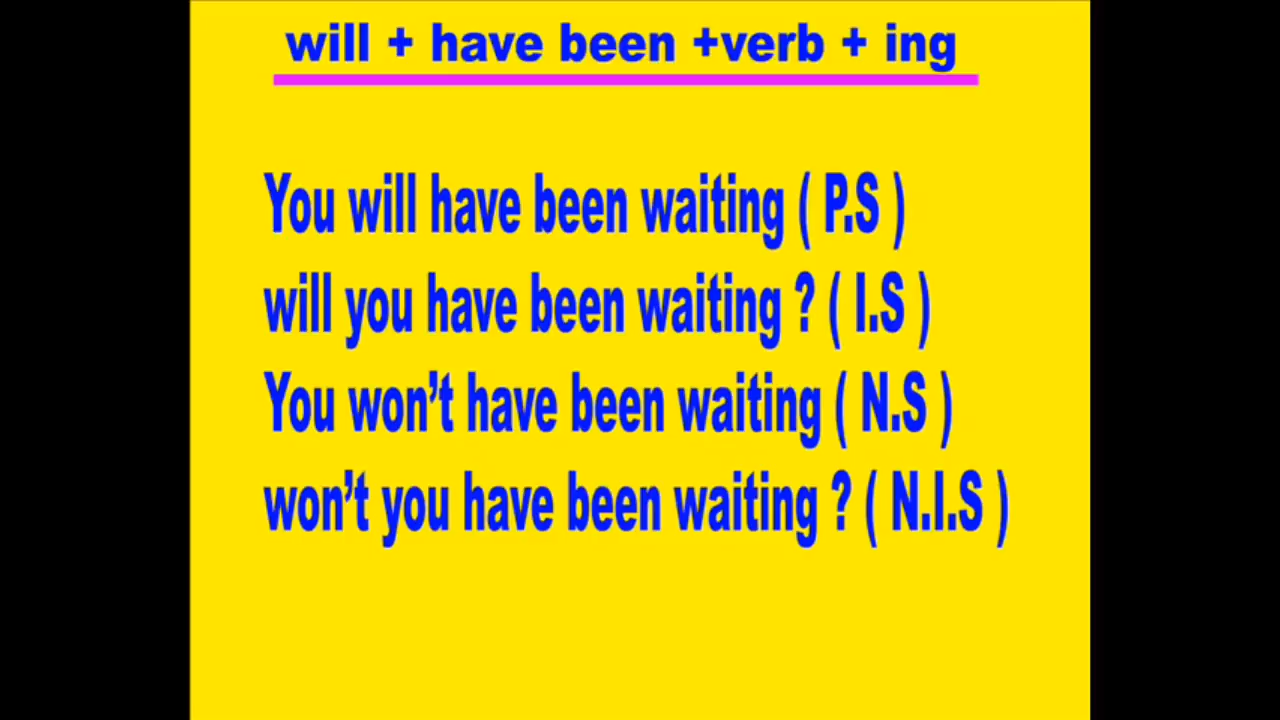 will + have been +verb + ing
You will have been waiting ( P.S )
will you have been waiting ? ( I.S )
You won’t have been waiting ( N.S )
won’t you have been waiting ? ( N.I.S )